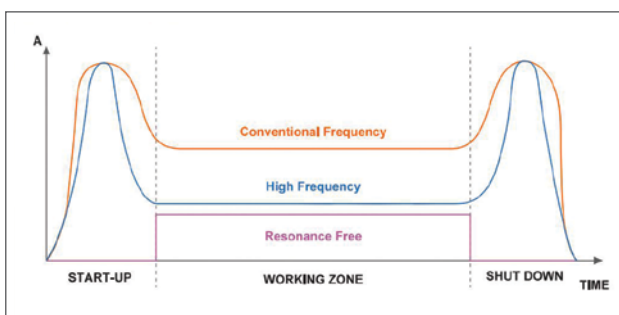 A
Conventional Frequency
High Frequency
Resonance Free
START-UP
WORKING ZONE
SHUT DOWN
TIME